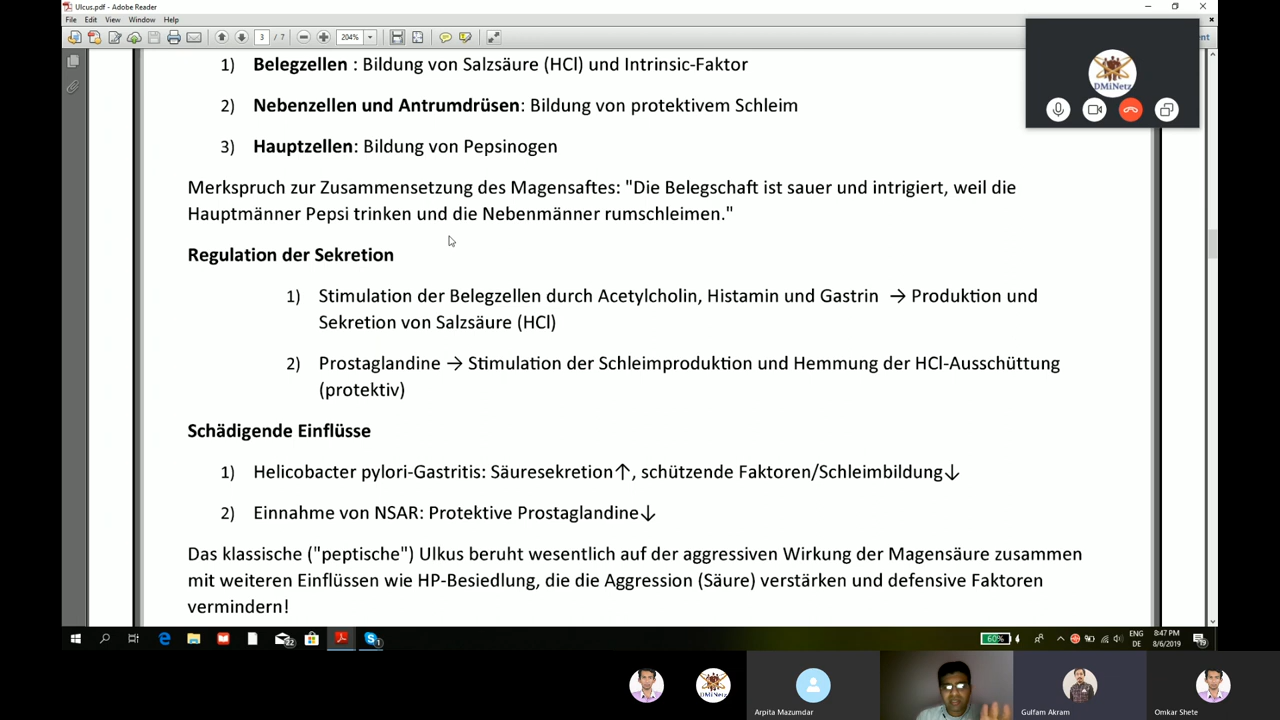 Ulcus.pdf - Adobe Reader
File Edit View Window Help
3 / 7
204%
DMiNetz
1) Belegzellen : Bildung von Salzsäure (HCl) und Intrinsic-Faktor
2) Nebenzellen und Antrumdrüsen: Bildung von protektivem Schleim
3) Hauptzellen: Bildung von Pepsinogen
Merkspruch zur Zusammensetzung des Magensaftes: "Die Belegschaft ist sauer und intrigiert, weil die
Hauptmänner Pepsi trinken und die Nebenmänner rumschleimen."
Regulation der Sekretion
1) Stimulation der Belegzellen durch Acetylcholin, Histamin und Gastrin → Produktion und
Sekretion von Salzsäure (HCl)
2) Prostaglandine → Stimulation der Schleimproduktion und Hemmung der HCl-Ausschüttung
(protektiv)
Schädigende Einflüsse
1) Helicobacter pylori-Gastritis: Säuresekretion↑, schützende Faktoren/Schleimbildung↓
2) Einnahme von NSAR: Protektive Prostaglandine↓
Das klassische ("peptische") Ulkus beruht wesentlich auf der aggressiven Wirkung der Magensäure zusammen
mit weiteren Einflüssen wie HP-Besiedlung, die die Aggression (Säure) verstärken und defensive Faktoren
vermindern!
22
1
60%
ENG
DE
8:47 PM
8/6/2019
DMiNetz
Arpita Mazumdar
Gulfam Akram
Omkar Shete